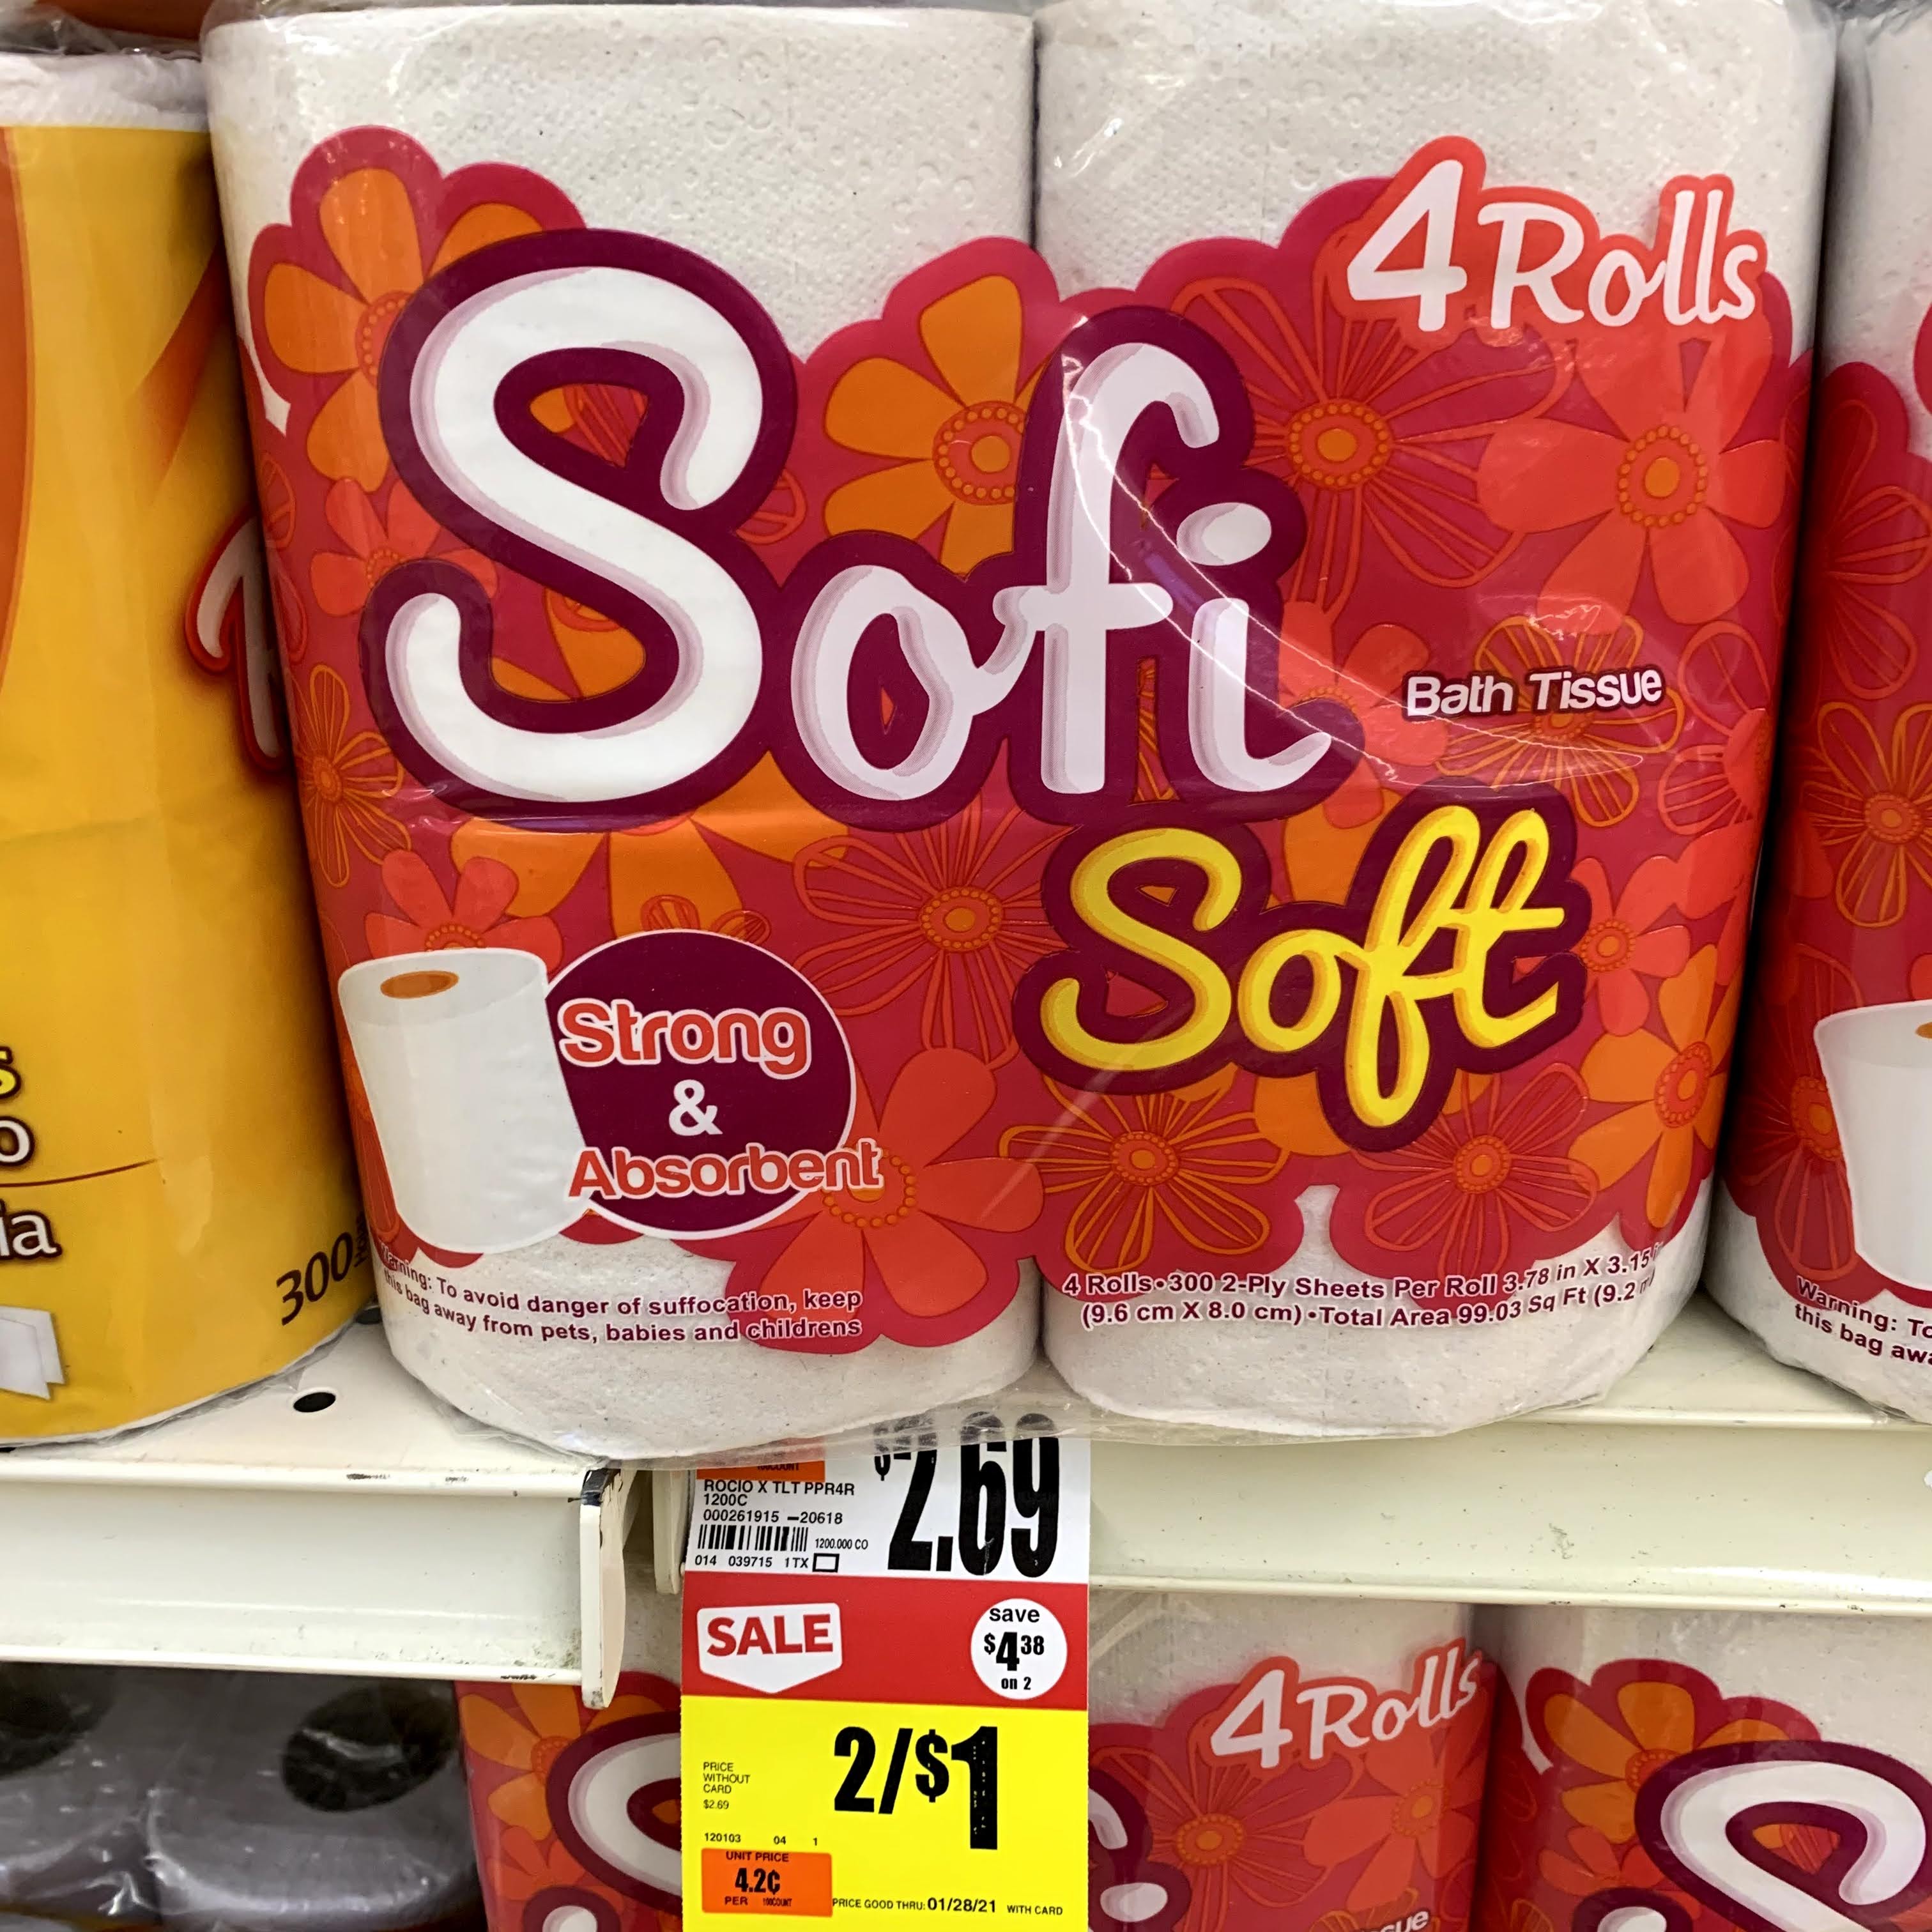 4 Rolls
Sofi
Bath Tissue
Soft
Strong
&
Absorbent
Warning: To avoid danger of suffocation, keep
this bag away from pets, babies and childrens
4 Rolls•300 2-Ply Sheets Per Roll 3.78 in X 3.15
(9.6 cm X 8.0 cm)•Total Area 99.03 Sq Ft (9.2
300
ia
Warning: To
this bag awa
$2.69
ROCIO X TLT PPR4R
1200C
000261915 -20618
1200.000 CO
014 039715 1TX
SALE
save
$4.38
on 2
2/$1
PRICE
WITHOUT
CARD
$2.69
120103 04 1
UNIT PRICE
4.2¢
PER 100COUNT
PRICE GOOD THRU: 01/28/21 WITH CARD
4 Rolls